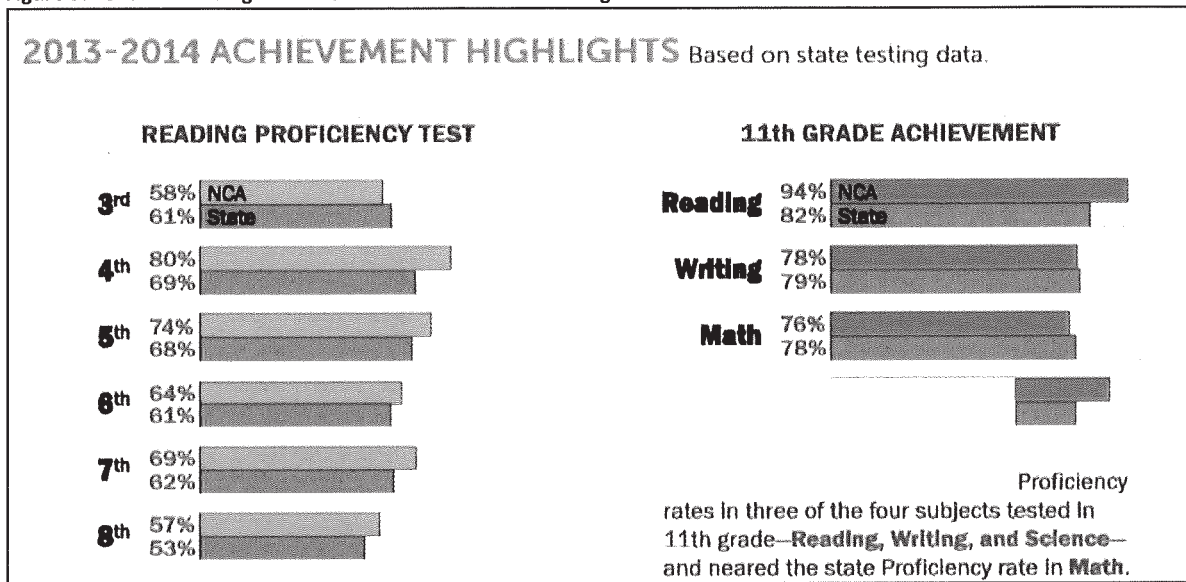 2013-2014 ACHIEVEMENT HIGHLIGHTS Based on state testing data.
READING PROFICIENCY TEST
3rd 58% NCA
61% State
4th 80%
69%
5th 74%
68%
6th 64%
61%
7th 69%
62%
8th 57%
53%
11th GRADE ACHIEVEMENT
Reading 94% NCA
82% State
Writing 78%
79%
Math 76%
78%
Proficiency
rates in three of the four subjects tested in
11th grade—Reading, Writing, and Science—
and neared the state Proficiency rate in Math.